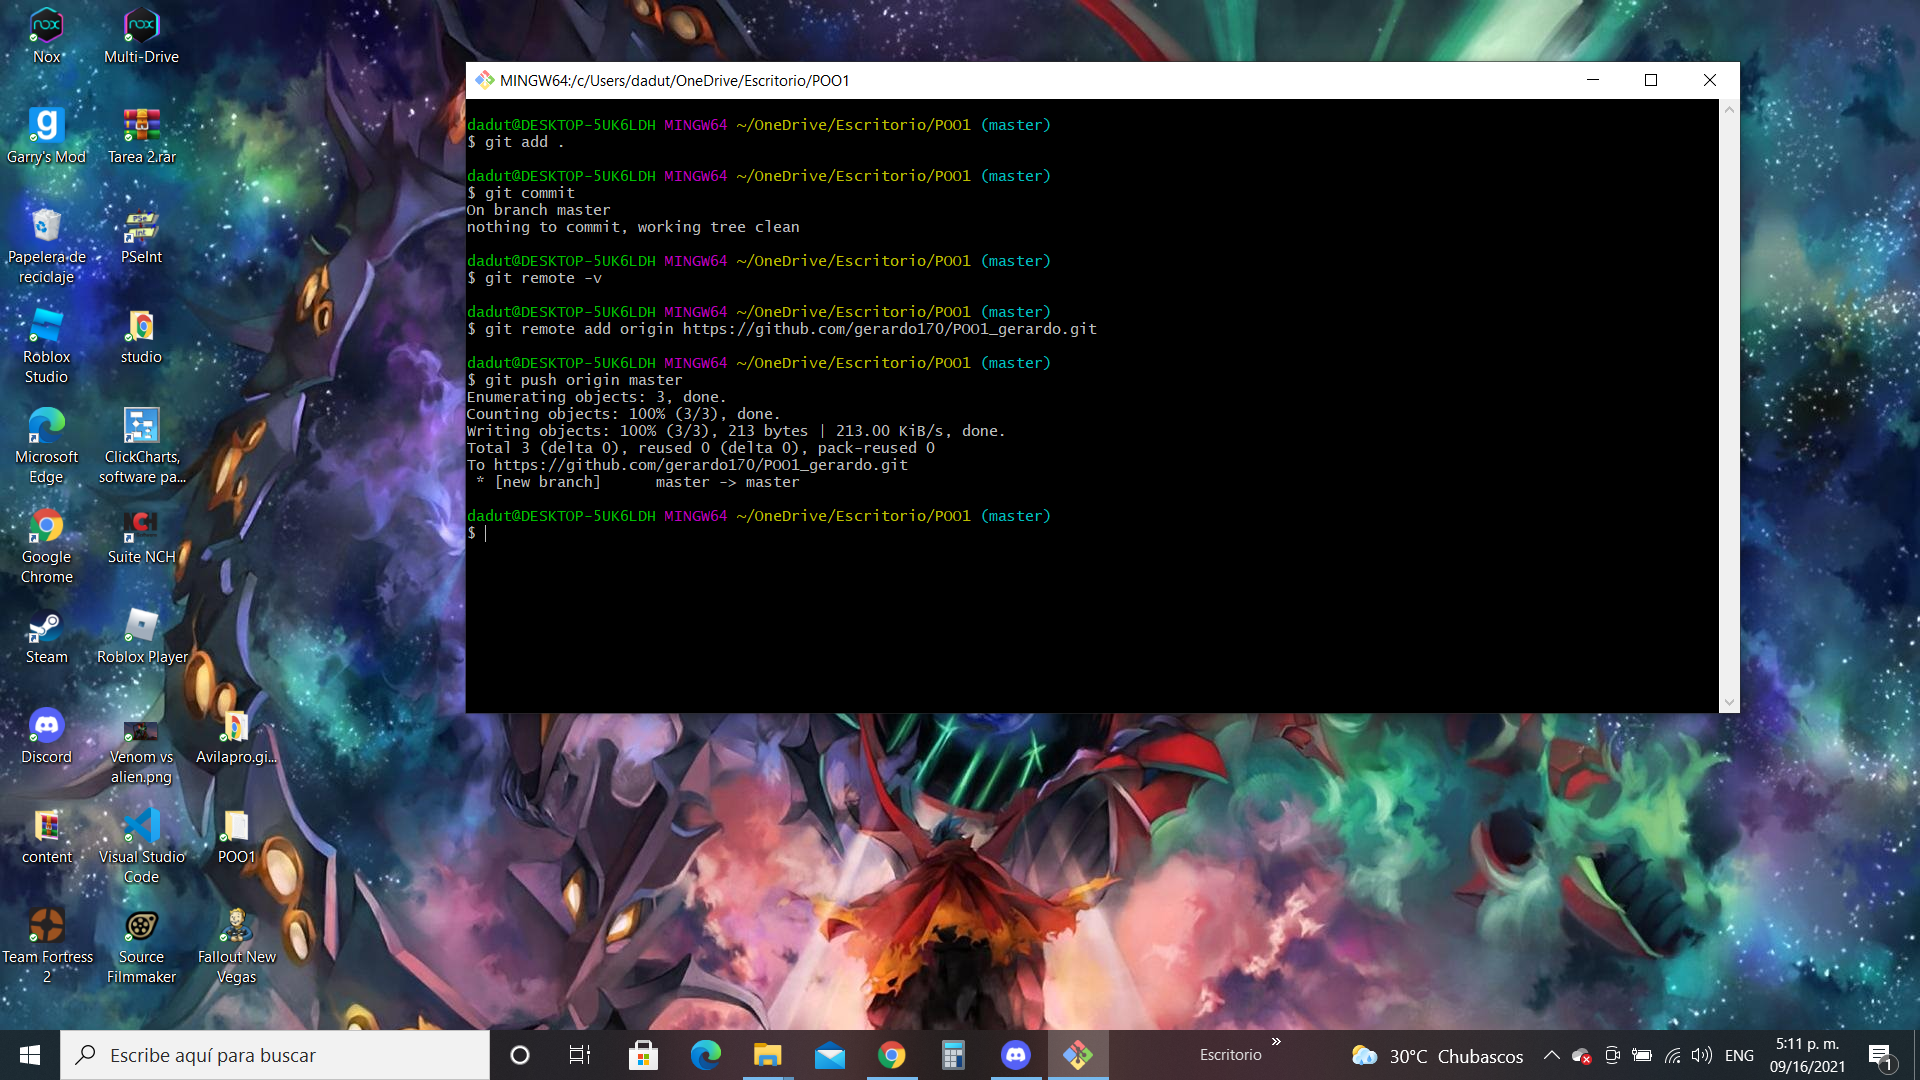 Nox
Multi-Drive
Garry's Mod
Tarea 2.rar
Papelera de
reciclaje
PSeInt
Roblox
Studio
studio
Microsoft
Edge
ClickCharts,
software pa...
Google
Chrome
Suite NCH
Steam
Roblox Player
Discord
Venom vs
alien.png
Avilapro.gi...
content
Visual Studio
Code
POO1
Team Fortress
2
Source
Filmmaker
Fallout New
Vegas
MINGW64:/c/Users/dadut/OneDrive/Escritorio/POO1
dadut@DESKTOP-5UK6LDH MINGW64 ~/OneDrive/Escritorio/POO1 (master)
$ git add .
dadut@DESKTOP-5UK6LDH MINGW64 ~/OneDrive/Escritorio/POO1 (master)
$ git commit
On branch master
nothing to commit, working tree clean
dadut@DESKTOP-5UK6LDH MINGW64 ~/OneDrive/Escritorio/POO1 (master)
$ git remote -v
dadut@DESKTOP-5UK6LDH MINGW64 ~/OneDrive/Escritorio/POO1 (master)
$ git remote add origin https://github.com/gerardo170/POO1_gerardo.git
dadut@DESKTOP-5UK6LDH MINGW64 ~/OneDrive/Escritorio/POO1 (master)
$ git push origin master
Enumerating objects: 3, done.
Counting objects: 100% (3/3), done.
Writing objects: 100% (3/3), 213 bytes | 213.00 KiB/s, done.
Total 3 (delta 0), reused 0 (delta 0), pack-reused 0
To https://github.com/gerardo170/POO1_gerardo.git
 * [new branch]      master -> master
dadut@DESKTOP-5UK6LDH MINGW64 ~/OneDrive/Escritorio/POO1 (master)
$
Escribe aquí para buscar
Escritorio
30°C Chubascos
ENG
5:11 p. m.
09/16/2021
1